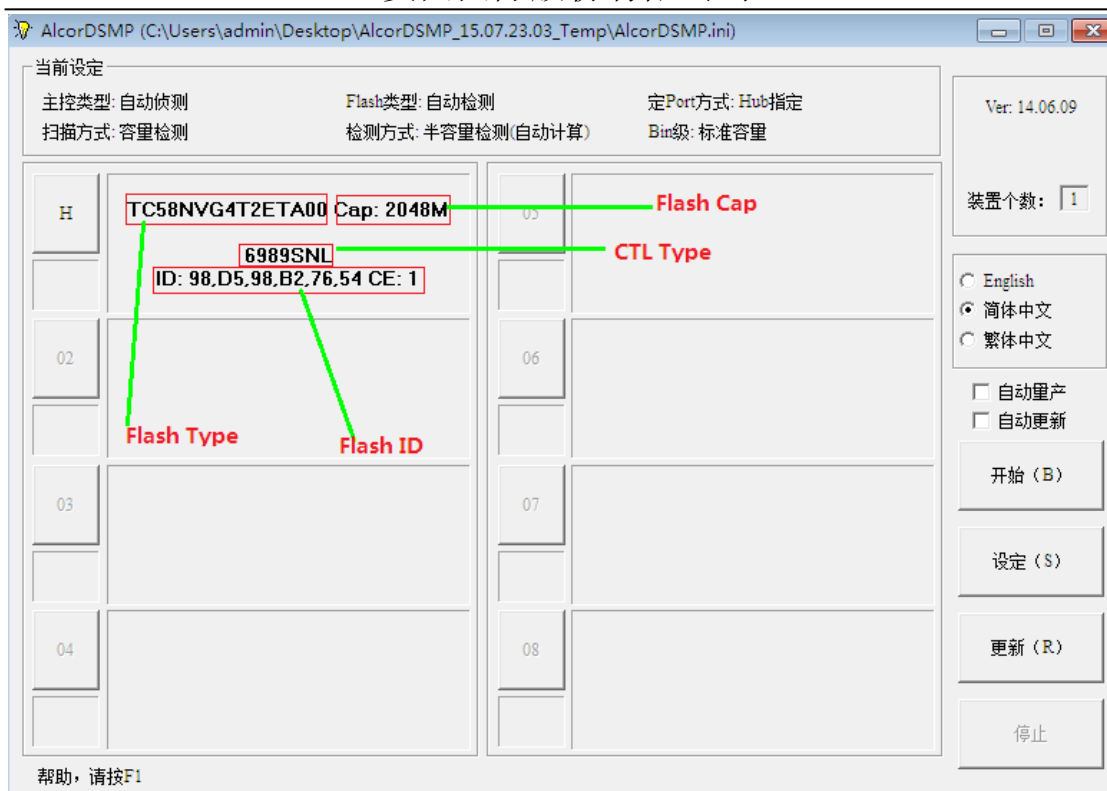 AlcorDSMP (C:\Users\admin\Desktop\AlcorDSMP_15.07.23.03_Temp\AlcorDSMP.ini)
当前设定
主控类型: 自动侦测 Flash类型: 自动检测 定Port方式: Hub指定
扫描方式: 容量检测 检测方式: 半容量检测(自动计算) Bin级: 标准容量
Ver: 14.06.09
装置个数: 1
H
TC58NVG4T2ETA00 Cap: 2048M
6989SNL
ID: 98,D5,98,B2,76,54 CE: 1
Flash Type
Flash ID
05
Flash Cap
CTL Type
02
06
03
07
04
08
English
简体中文
繁体中文
自动量产
自动更新
开始 (B)
设定 (S)
更新 (R)
停止
帮助，请按F1